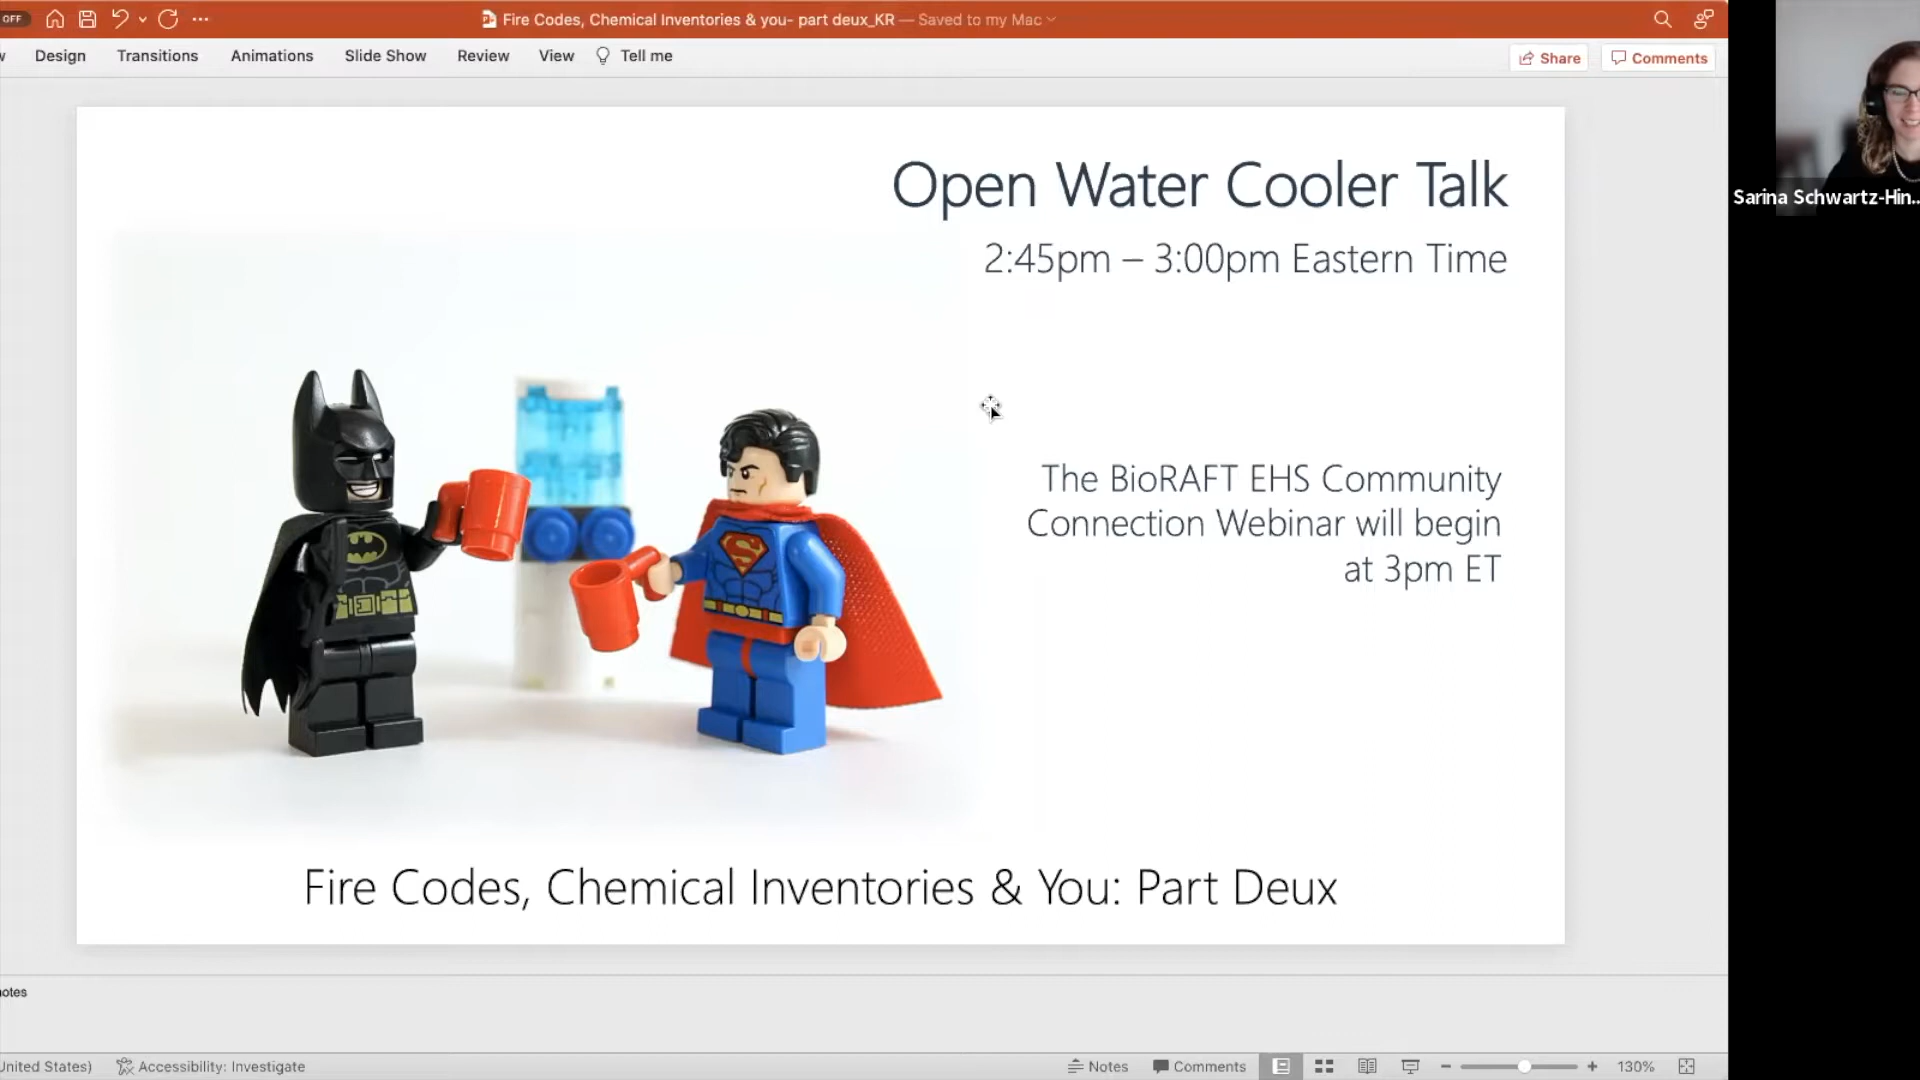 OFF
Fire Codes, Chemical Inventories & you- part deux_KR — Saved to my Mac
Design Transitions Animations Slide Show Review View Tell me
Share Comments
Open Water Cooler Talk
2:45pm – 3:00pm Eastern Time
Sarina Schwartz-Hin...
The BioRAFT EHS Community
Connection Webinar will begin
at 3pm ET
Fire Codes, Chemical Inventories & You: Part Deux
notes
United States) Accessibility: Investigate Notes Comments 130%